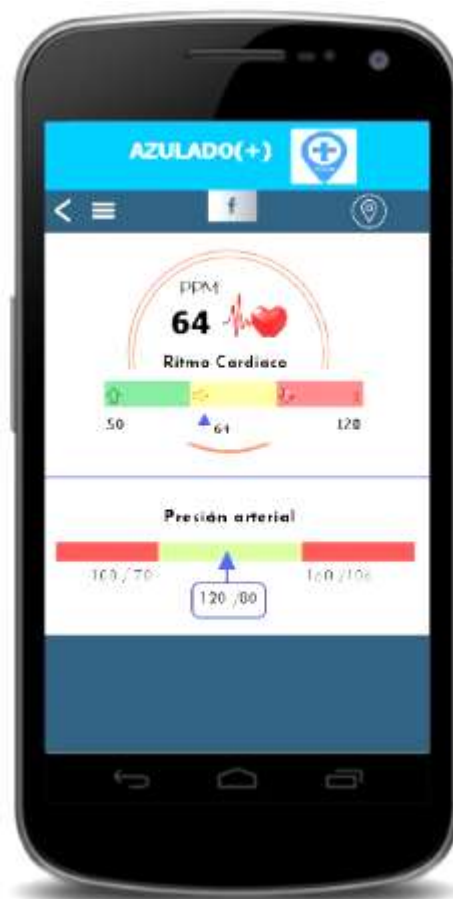 AZULADO(+)
f
PPM
64
Ritmo Cardiaco
50 64 120
Presión arterial
120 /80